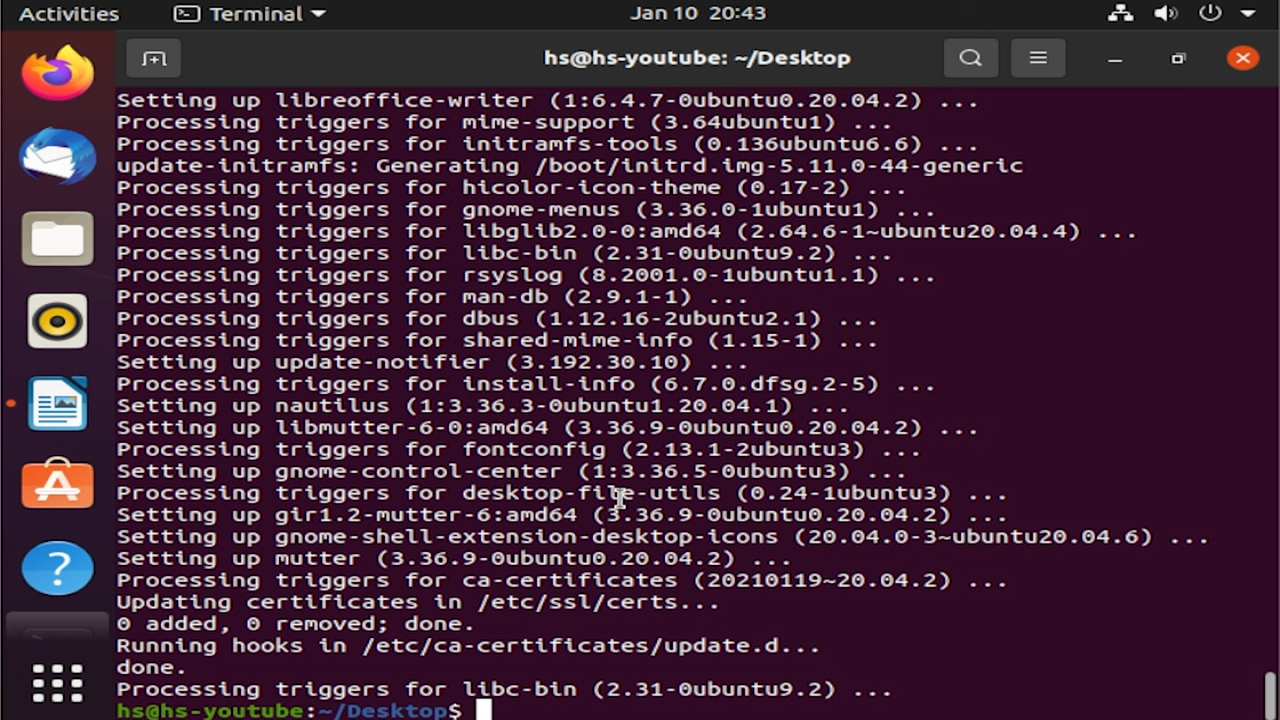 Activities Terminal Jan 10 20:43
hs@hs-youtube: ~/Desktop
Setting up libreoffice-writer (1:6.4.7-0ubuntu0.20.04.2) ...
Processing triggers for mime-support (3.64ubuntu1) ...
Processing triggers for initramfs-tools (0.136ubuntu6.6) ...
update-initramfs: Generating /boot/initrd.img-5.11.0-44-generic
Processing triggers for hicolor-icon-theme (0.17-2) ...
Processing triggers for gnome-menus (3.36.0-1ubuntu1) ...
Processing triggers for libglib2.0-0:amd64 (2.64.6-1~ubuntu20.04.4) ...
Processing triggers for libc-bin (2.31-0ubuntu9.2) ...
Processing triggers for rsyslog (8.2001.0-1ubuntu1.1) ...
Processing triggers for man-db (2.9.1-1) ...
Processing triggers for dbus (1.12.16-2ubuntu2.1) ...
Processing triggers for shared-mime-info (1.15-1) ...
Setting up update-notifier (3.192.30.10) ...
Processing triggers for install-info (6.7.0.dfsg.2-5) ...
Setting up nautilus (1:3.36.3-0ubuntu1.20.04.1) ...
Setting up libmutter-6-0:amd64 (3.36.9-0ubuntu0.20.04.2) ...
Processing triggers for fontconfig (2.13.1-2ubuntu3) ...
Setting up gnome-control-center (1:3.36.5-0ubuntu3) ...
Processing triggers for desktop-file-utils (0.24-1ubuntu3) ...
Setting up gir1.2-mutter-6:amd64 (3.36.9-0ubuntu0.20.04.2) ...
Setting up gnome-shell-extension-desktop-icons (20.04.0-3~ubuntu20.04.6) ...
Setting up mutter (3.36.9-0ubuntu0.20.04.2) ...
Processing triggers for ca-certificates (20210119~20.04.2) ...
Updating certificates in /etc/ssl/certs...
0 added, 0 removed; done.
Running hooks in /etc/ca-certificates/update.d...
done.
Processing triggers for libc-bin (2.31-0ubuntu9.2) ...
hs@hs-youtube:~/Desktop$